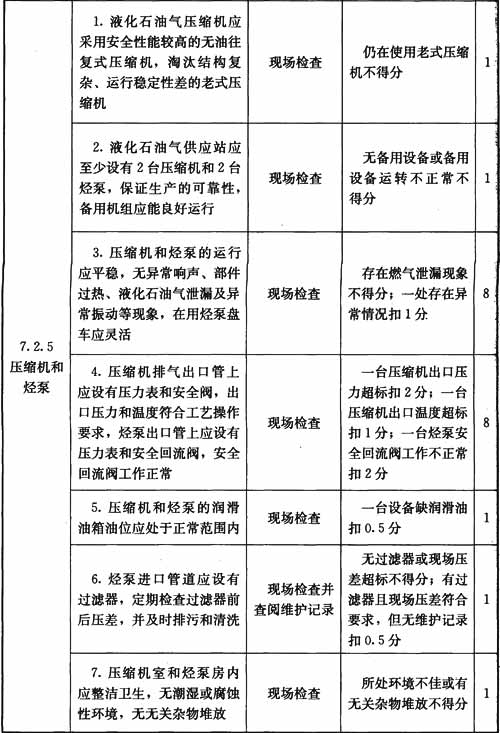 7.2.5
压缩机和
烃泵
1. 液化石油气压缩机应
采用安全性能较高的无油往
复式压缩机，淘汰结构复
杂、运行稳定性差的老式压
缩机
现场检查
仍在使用老式压缩
机不得分
1
2. 液化石油气供应站应
至少设有 2 台压缩机和 2 台
烃泵，保证生产的可靠性，
备用机组应能良好运行
现场检查
无备用设备或备用
设备运转不正常不
得分
1
3. 压缩机和烃泵的运行
应平稳，无异常响声、部件
过热、液化石油气泄漏及异
常振动等现象，在用烃泵盘
车应灵活
现场检查
存在燃气泄漏现象
不得分；一处存在异
常情况扣 1 分
8
4. 压缩机排气出口管上
应设有压力表和安全阀，出
口压力和温度符合工艺操作
要求，烃泵出口管上应设有
压力表和安全回流阀，安全
回流阀工作正常
现场检查
一台压缩机出口压
力超标扣 2 分；一台
压缩机出口温度超标
扣 1 分；一台烃泵安
全回流阀工作不正常
扣 2 分
8
5. 压缩机和烃泵的润滑
油箱油位应处于正常范围内
现场检查
一台设备缺润滑油
扣 0.5 分
1
6. 烃泵进口管道应设有
过滤器，定期检查过滤器前
后压差，并及时排污和清洗
现场检查并
查阅维护记录
无过滤器或现场压
差超标不得分；有过
滤器且现场压差符合
要求，但无维护记录
扣 0.5 分
1
7. 压缩机室和烃泵房内
应整洁卫生，无潮湿或腐蚀
性环境，无无关杂物堆放
现场检查
所处环境不佳或有
无关杂物堆放不得分
1